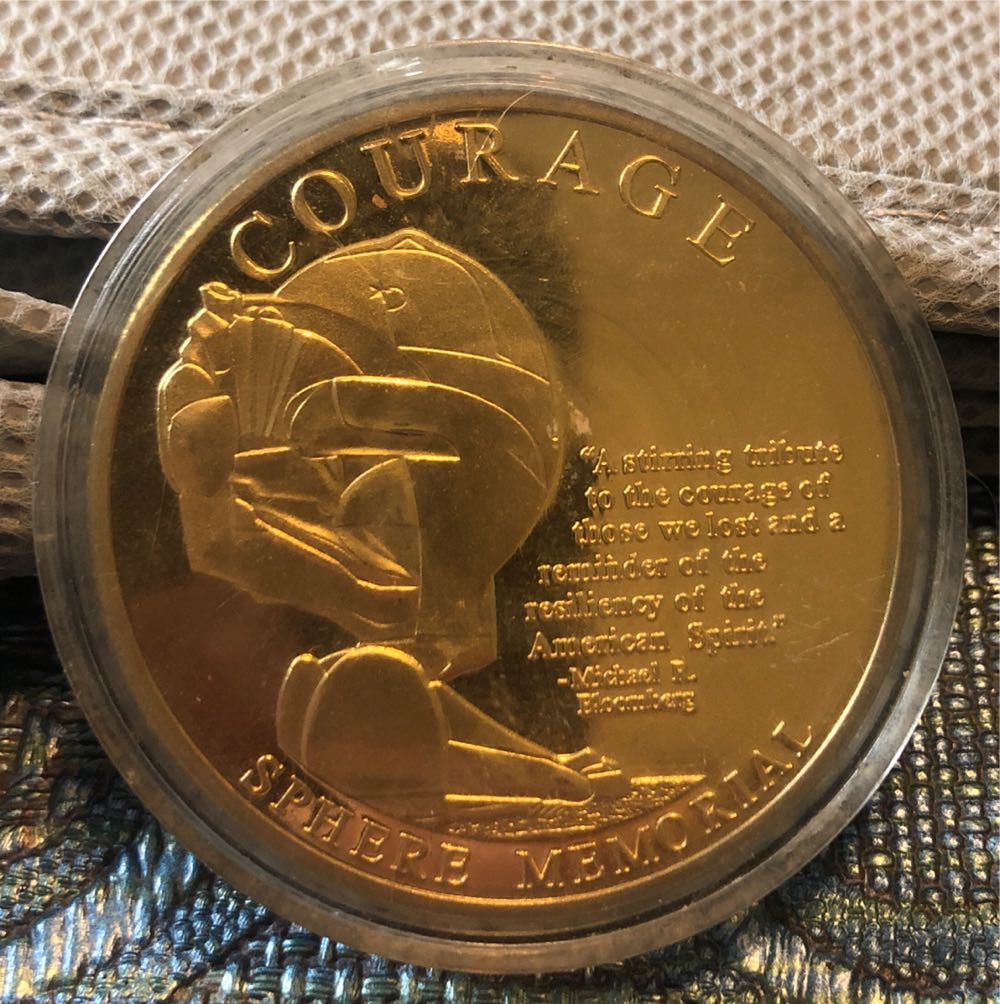 COURAGE
"A stirring tribute
to the courage of
those we lost and a
reminder of the
resiliency of the
American Spirit."
-Michael R.
Bloomberg
SPHERE MEMORIAL